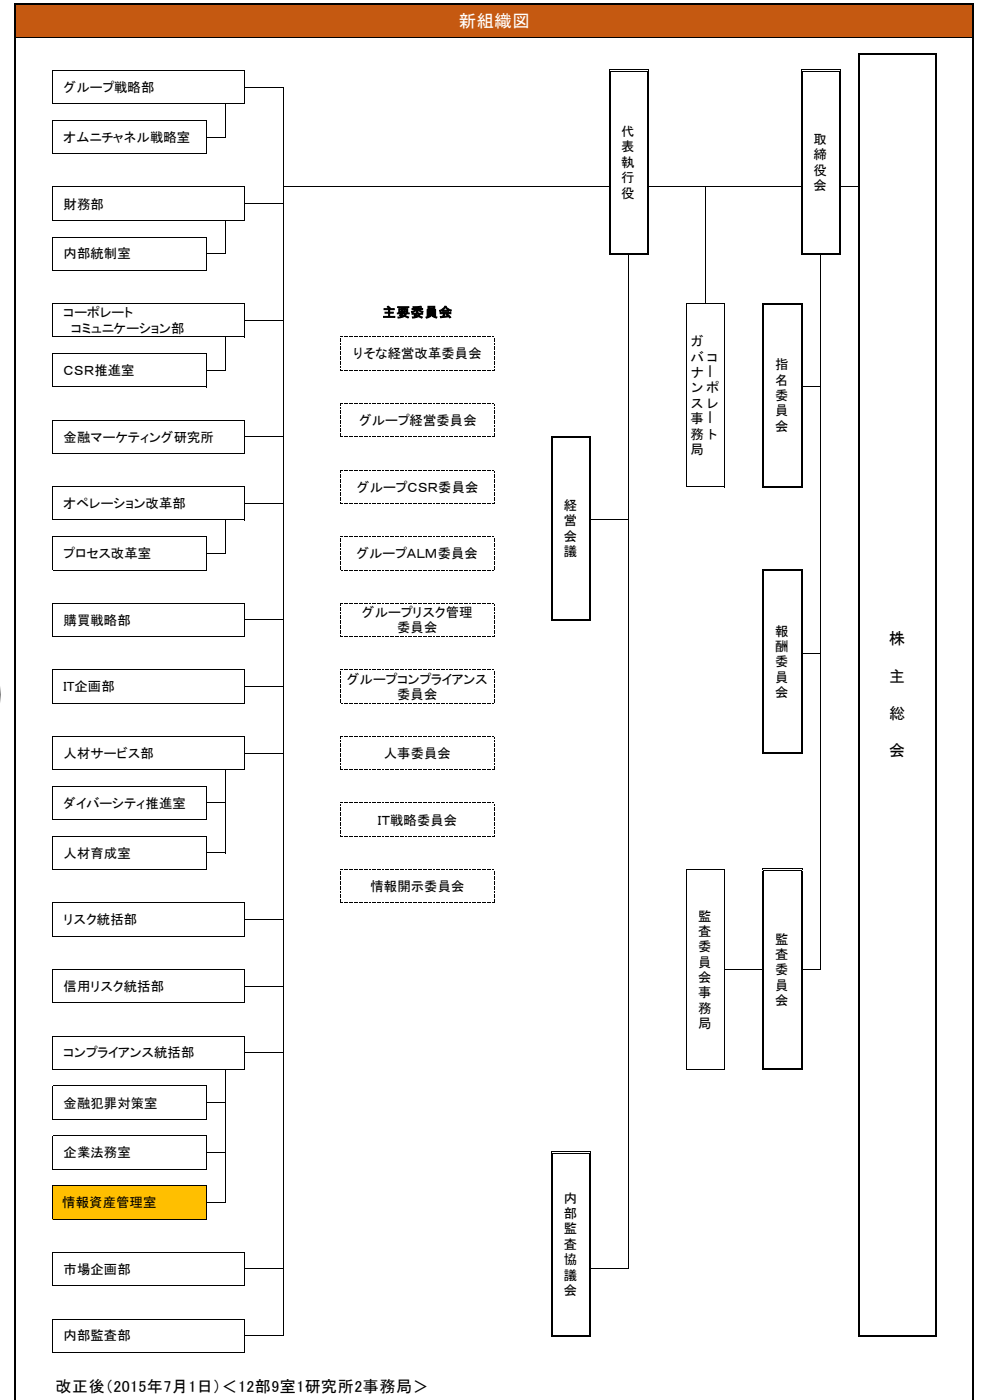 新組織図
グループ戦略部
オムニチャネル戦略室
財務部
内部統制室
コーポレート
コミュニケーション部
CSR推進室
金融マーケティング研究所
オペレーション改革部
プロセス改革室
購買戦略部
IT企画部
人材サービス部
ダイバーシティ推進室
人材育成室
リスク統括部
信用リスク統括部
コンプライアンス統括部
金融犯罪対策室
企業法務室
情報資産管理室
市場企画部
内部監査部
主要委員会
りそな経営改革委員会
グループ経営委員会
グループCSR委員会
グループALM委員会
グループリスク管理
委員会
グループコンプライアンス
委員会
人事委員会
IT戦略委員会
情報開示委員会
代表執行役
経営会議
内部監査協議会
コーポレート
ガバナンス事務局
監査委員会事務局
取締役会
指名委員会
報酬委員会
監査委員会
株主総会
改正後(2015年7月1日)<12部9室1研究所2事務局>